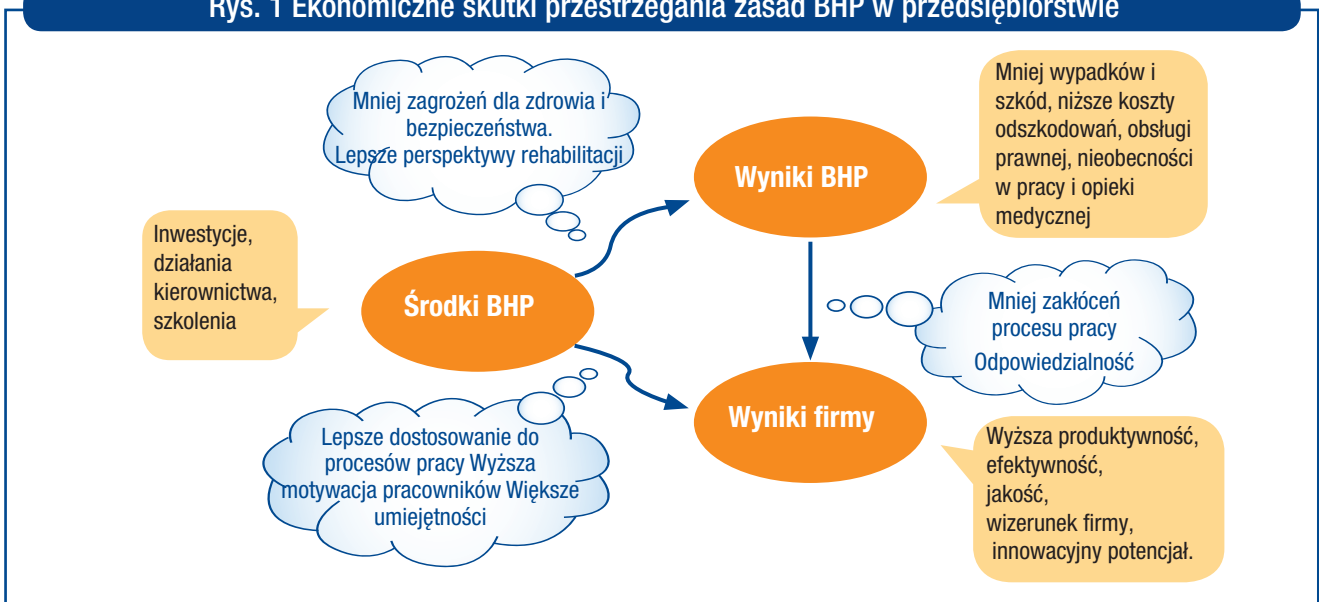 Rys. 1 Ekonomiczne skutki przestrzegania zasad BHP w przedsiębiorstwie
Mniej zagrożeń dla zdrowia i
bezpieczeństwa.
Lepsze perspektywy rehabilitacji
Wyniki BHP
Mniej wypadków i
szkód, niższe koszty
odszkodowań, obsługi
prawnej, nieobecności
w pracy i opieki
medycznej
Inwestycje,
działania
kierownictwa,
szkolenia
Środki BHP
Mniej zakłóceń
procesu pracy
Odpowiedzialność
Lepsze dostosowanie do
procesów pracy Wyższa
motywacja pracowników Większe
umiejętności
Wyniki firmy
Wyższa produktywność,
efektywność,
jakość,
wizerunek firmy,
innowacyjny potencjał.